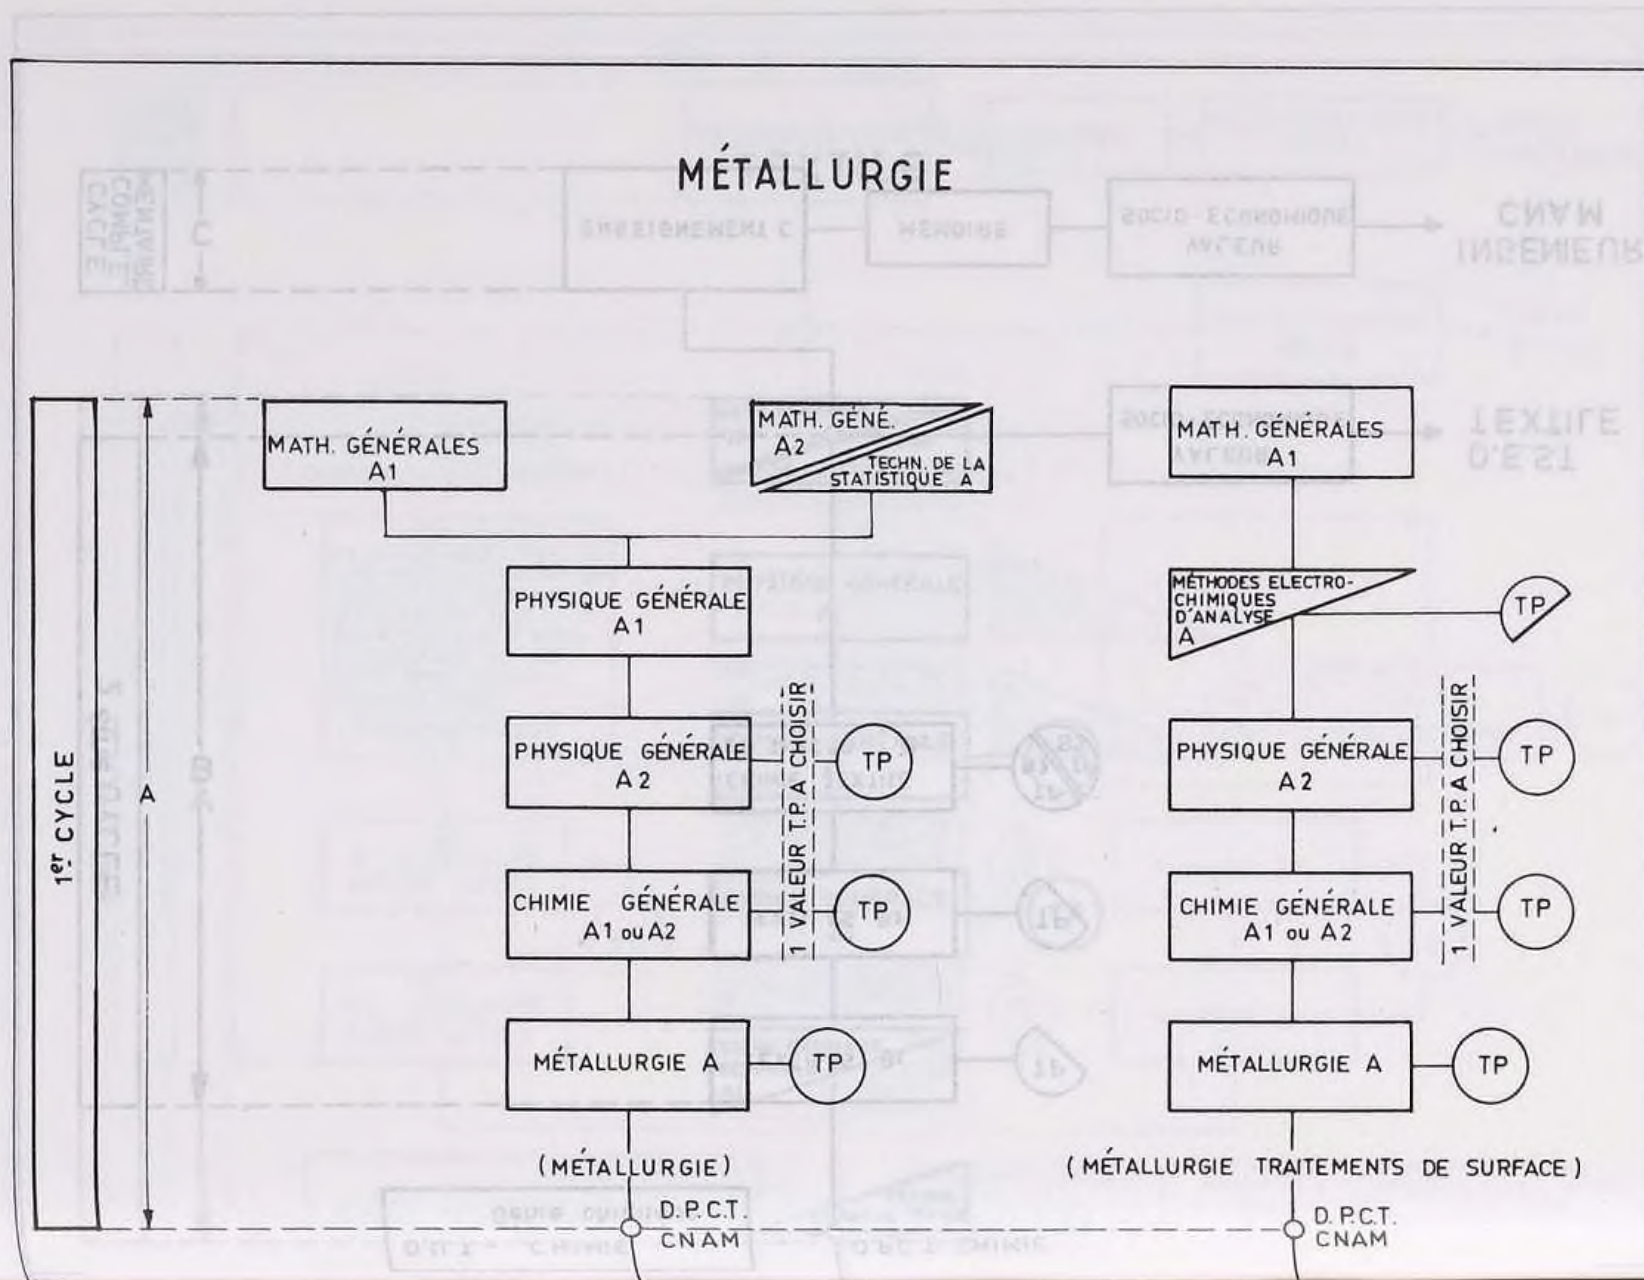 MÉTALLURGIE
1er CYCLE
A
MATH. GÉNÉRALES
A1
MATH. GÉNÉ.
A2
TECHN. DE LA
STATISTIQUE A
PHYSIQUE GÉNÉRALE
A1
PHYSIQUE GÉNÉRALE
A2
TP
1 VALEUR T.P. A CHOISIR
CHIMIE GÉNÉRALE
A1 ou A2
TP
MÉTALLURGIE A
TP
(MÉTALLURGIE)
D.P.C.T.
CNAM
MATH. GÉNÉRALES
A1
MÉTHODES ELECTRO-
CHIMIQUES
D'ANALYSE
A
TP
PHYSIQUE GÉNÉRALE
A2
TP
1 VALEUR T.P. A CHOISIR
CHIMIE GÉNÉRALE
A1 ou A2
TP
MÉTALLURGIE A
TP
(MÉTALLURGIE TRAITEMENTS DE SURFACE)
D.P.C.T.
CNAM